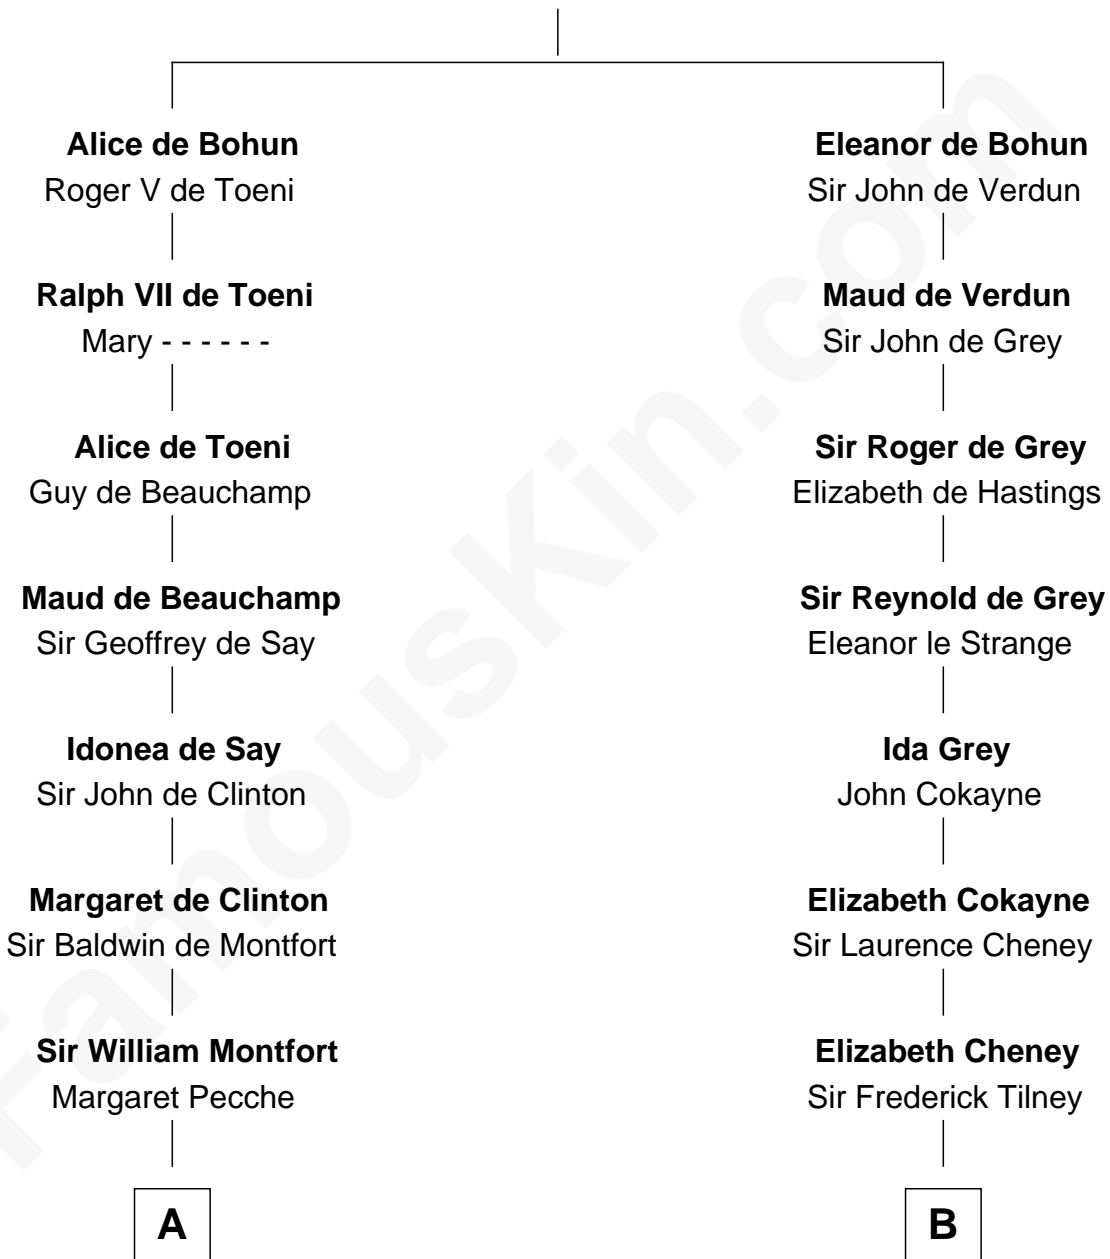 Alice de Bohun
Roger V de Toeni
Ralph VII de Toeni
Mary - - - - - -
Alice de Toeni
Guy de Beauchamp
Maud de Beauchamp
Sir Geoffrey de Say
Idonea de Say
Sir John de Clinton
Margaret de Clinton
Sir Baldwin de Montfort
Sir William Montfort
Margaret Pecche
A
Eleanor de Bohun
Sir John de Verdun
Maud de Verdun
Sir John de Grey
Sir Roger de Grey
Elizabeth de Hastings
Sir Reynold de Grey
Eleanor le Strange
Ida Grey
John Cokayne
Elizabeth Cokayne
Sir Laurence Cheney
Elizabeth Cheney
Sir Frederick Tilney
B
FamousKin.com